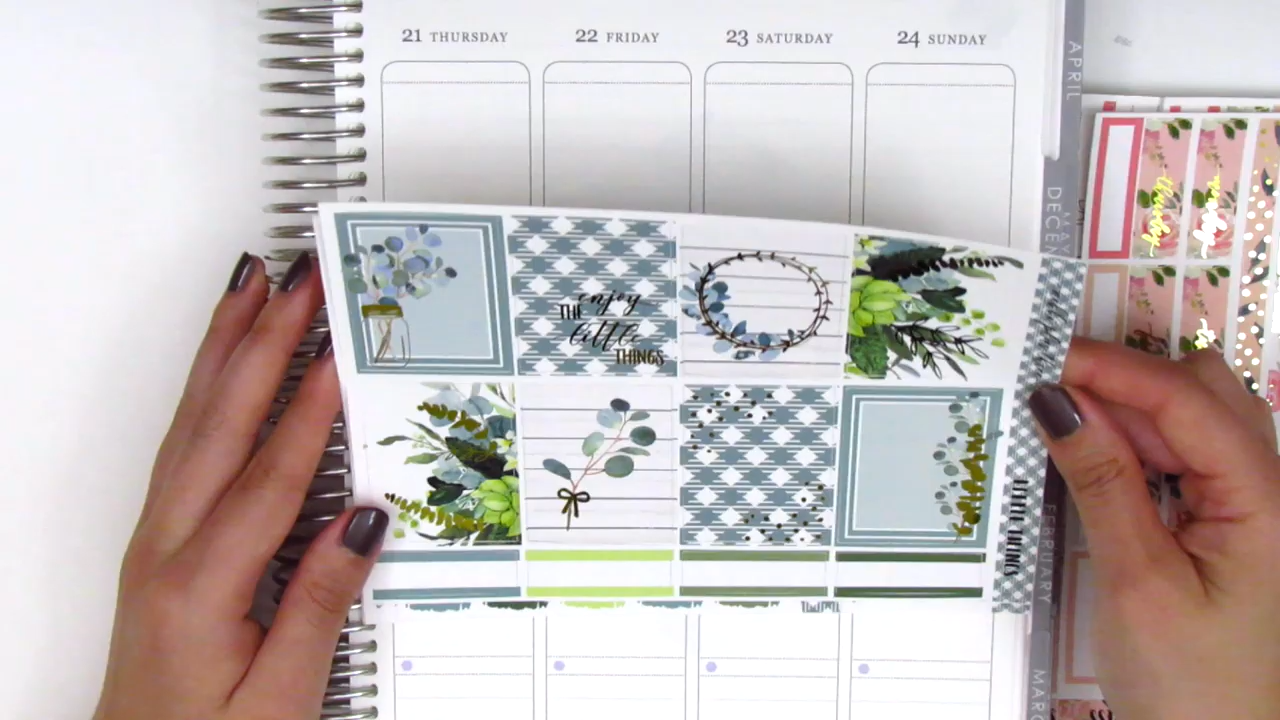 21 THURSDAY
22 FRIDAY
23 SATURDAY
24 SUNDAY
APRIL
enjoy
THE
little
THINGS
LITTLE THINGS
FEBRUARY